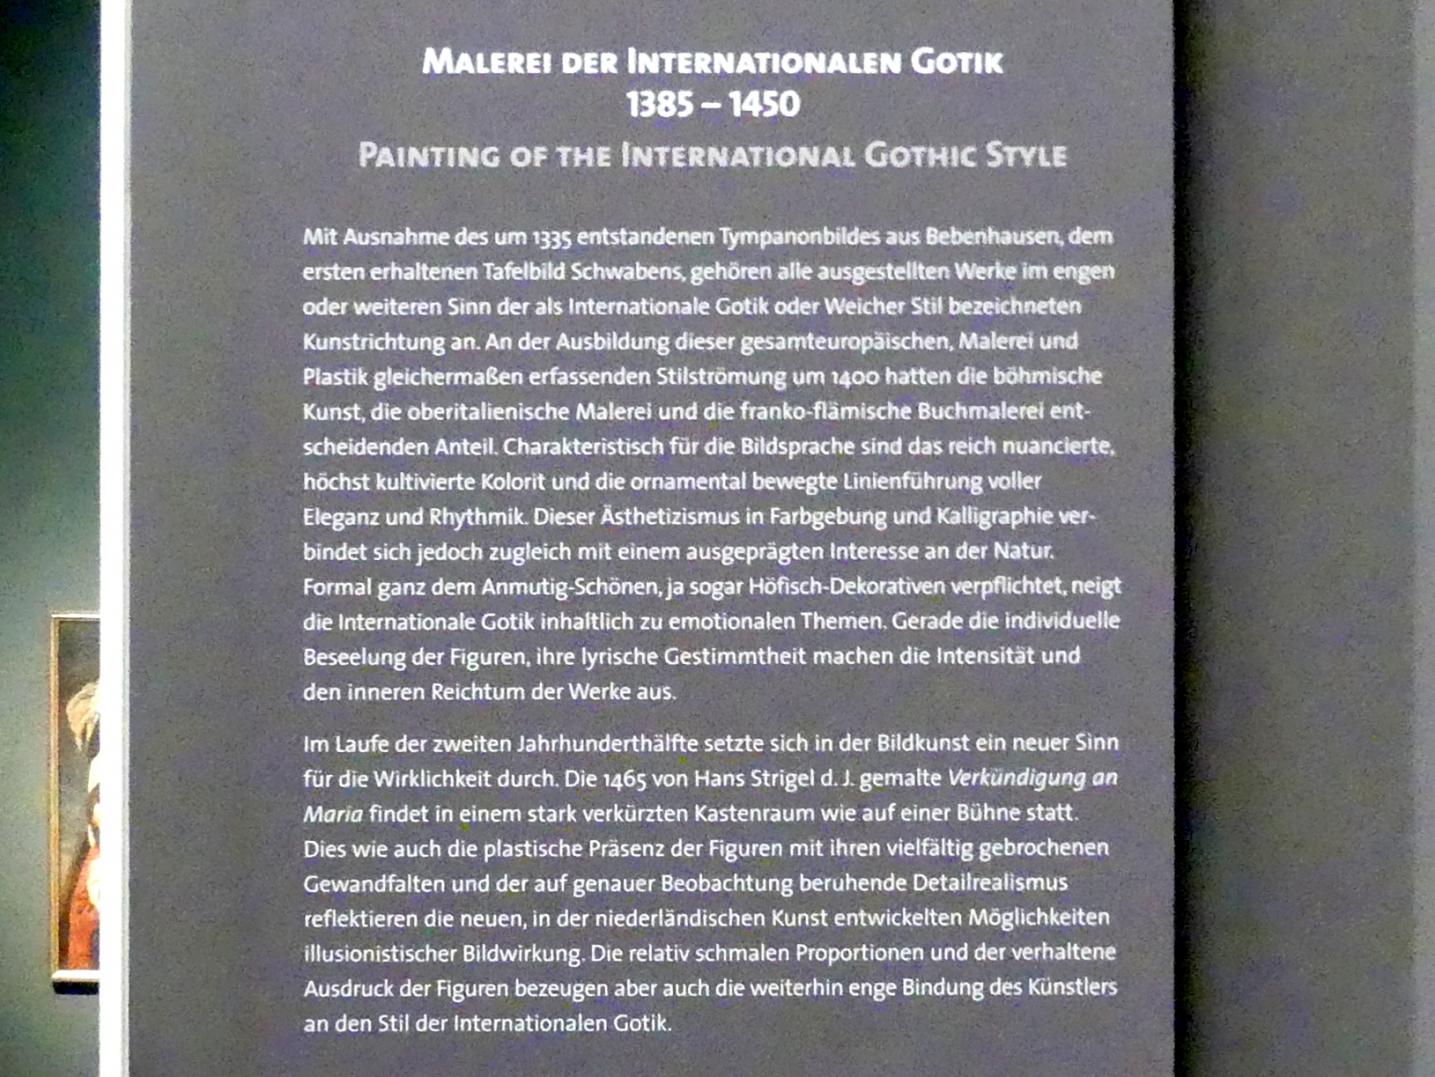 Malerei der Internationalen Gotik
1385 – 1450
Painting of the International Gothic Style
Mit Ausnahme des um 1335 entstandenen Tympanonbildes aus Bebenhausen, dem
ersten erhaltenen Tafelbild Schwabens, gehören alle ausgestellten Werke im engen
oder weiteren Sinn der als Internationale Gotik oder Weicher Stil bezeichneten
Kunstrichtung an. An der Ausbildung dieser gesamteuropäischen, Malerei und
Plastik gleichermaßen erfassenden Stilströmung um 1400 hatten die böhmische
Kunst, die oberitalienische Malerei und die franko-flämische Buchmalerei ent-
scheidenden Anteil. Charakteristisch für die Bildsprache sind das reich nuancierte,
höchst kultivierte Kolorit und die ornamental bewegte Linienführung voller
Eleganz und Rhythmik. Dieser Ästhetizismus in Farbgebung und Kalligraphie ver-
bindet sich jedoch zugleich mit einem ausgeprägten Interesse an der Natur.
Formal ganz dem Anmutig-Schönen, ja sogar Höfisch-Dekorativen verpflichtet, neigt
die Internationale Gotik inhaltlich zu emotionalen Themen. Gerade die individuelle
Beseelung der Figuren, ihre lyrische Gestimmtheit machen die Intensität und
den inneren Reichtum der Werke aus.
Im Laufe der zweiten Jahrhunderthälfte setzte sich in der Bildkunst ein neuer Sinn
für die Wirklichkeit durch. Die 1465 von Hans Strigel d. J. gemalte Verkündigung an
Maria findet in einem stark verkürzten Kastenraum wie auf einer Bühne statt.
Dies wie auch die plastische Präsenz der Figuren mit ihren vielfältig gebrochenen
Gewandfalten und der auf genauer Beobachtung beruhende Detailrealismus
reflektieren die neuen, in der niederländischen Kunst entwickelten Möglichkeiten
illusionistischer Bildwirkung. Die relativ schmalen Proportionen und der verhaltene
Ausdruck der Figuren bezeugen aber auch die weiterhin enge Bindung des Künstlers
an den Stil der Internationalen Gotik.